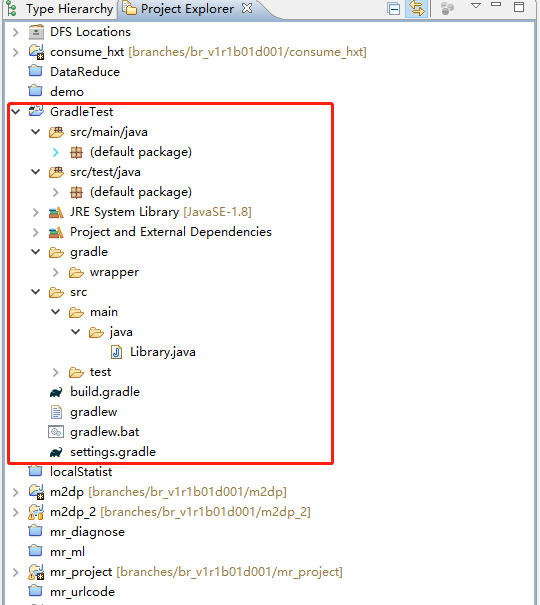 Type Hierarchy Project Explorer
DFS Locations
consume_hxt [branches/br_v1r1b01d001/consume_hxt]
DataReduce
demo
GradleTest
src/main/java
(default package)
src/test/java
(default package)
JRE System Library [JavaSE-1.8]
Project and External Dependencies
gradle
wrapper
src
main
java
Library.java
test
build.gradle
gradlew
gradlew.bat
settings.gradle
localStatist
m2dp [branches/br_v1r1b01d001/m2dp]
m2dp_2 [branches/br_v1r1b01d001/m2dp_2]
mr_diagnose
mr_ml
mr_project [branches/br_v1r1b01d001/mr_project]
mr_urlcode